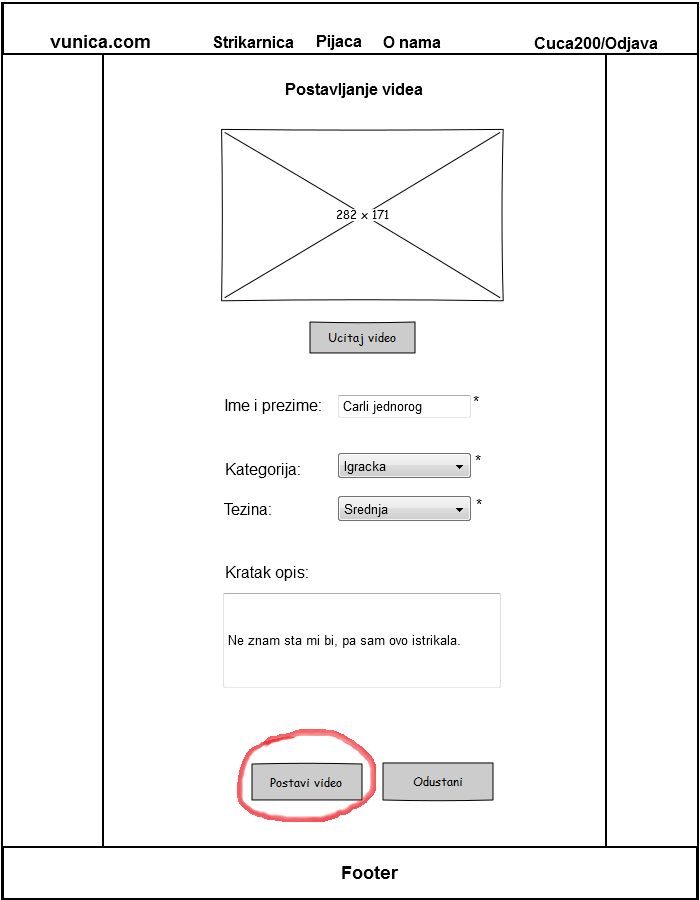 vunica.com Strikarnica Pijaca O nama Cuca200/Odjava
Postavljanje videa
282 x 171
Ucitaj video
Ime i prezime: Carli jednorog *
Kategorija: Igracka *
Tezina: Srednja *
Kratak opis:
Ne znam sta mi bi, pa sam ovo istrikala.
Postavi video Odustani
Footer